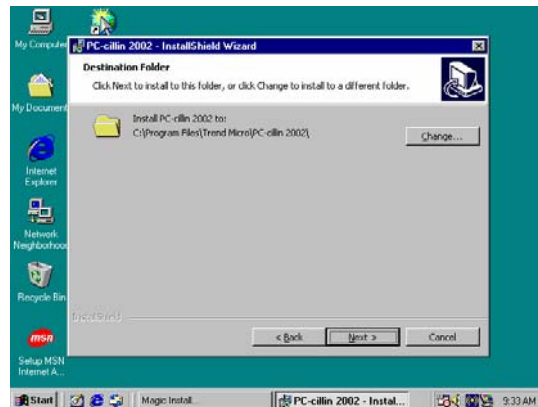 My Computer
PC-cillin 2002 - InstallShield Wizard
Destination Folder
Click Next to install to this folder, or click Change to install to a different folder.
My Document
Install PC-cillin 2002 to:
C:\Program Files\Trend Micro\PC-cillin 2002\
Change...
Internet
Explorer
Network
Neighborhood
Recycle Bin
InstallShield
< Back
Next >
Cancel
msn
Setup MSN
Internet A...
Start
Magic Install...
PC-cillin 2002 - Instal...
9:33 AM